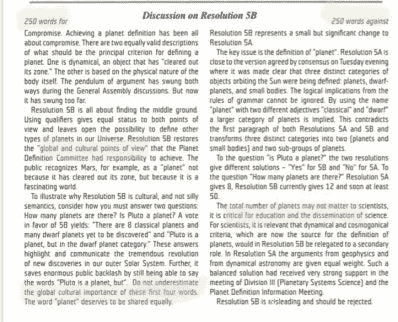 Discussion on Resolution 5B
250 words for
250 words against
Compromise. Achieving a planet definition has been all
about compromise. There are two equally valid descriptions
of what should be the principal criterion for defining a
planet. One is dynamical, an object that has "cleared out
its zone." The other is based on the physical nature of the
body itself. The pendulum of argument has swung both
ways during the General Assembly discussions. But now
it has swung too far.
Resolution 5B is all about finding the middle ground.
Using qualifiers gives equal status to both points of
view and leaves open the possibility to define other
types of planets in our Universe. Resolution 5B restores
the "global and cultural points of view" that the Planet
Definition Committee had responsibility to achieve. The
public recognizes Mars, for example, as a "planet" not
because it has cleared out its zone, but because it is a
fascinating world.
To illustrate why Resolution 5B is cultural, and not silly
semantics, consider how you must answer two questions:
How many planets are there? Is Pluto a planet? A vote
in favor of 5B yields: "There are 8 classical planets and
many dwarf planets yet to be discovered" and "Pluto is a
planet, but in the dwarf planet category." These answers
highlight and communicate the tremendous revolution
of new discoveries in our outer Solar System. Further, it
saves enormous public backlash by still being able to say
the words "Pluto is a planet, but". Do not underestimate
the global cultural importance of these first four words.
The word "planet" deserves to be shared equally.
Resolution 5B represents a small but significant change to
Resolution 5A.
The key issue is the definition of "planet". Resolution 5A is
close to the version agreed by consensus on Tuesday evening
where it was made clear that three distinct categories of
objects orbiting the Sun were being defined: planets, dwarf-
planets, and small bodies. The logical implications from the
rules of grammar cannot be ignored. By using the name
"planet" with two different adjectives "classical" and "dwarf"
a larger category of planets is implied. This contradicts
the first paragraph of both Resolutions 5A and 5B and
transforms three distinct categories into two (planets and
small bodies) and two sub-groups of planets.
To the question "is Pluto a planet?" the two resolutions
give different solutions - "Yes" for 5B and "No" for 5A. To
the question "How many planets are there?" Resolution 5A
gives 8, Resolution 5B currently gives 12 and soon at least
50.
The total number of planets may not matter to scientists, it
is critical for education and the dissemination of science.
For scientists, it is relevant that dynamical and cosmogonical
criteria, which are now the source for the definition of
planets, would in Resolution 5B be relegated to a secondary
role. In Resolution 5A the arguments from geophysics and
from dynamical astronomy are given equal weight. Such a
balanced solution had received very strong support in the
meeting of Division III (Planetary Systems Science) and the
Planet Definition Information Meeting.
Resolution 5B is misleading and should be rejected.